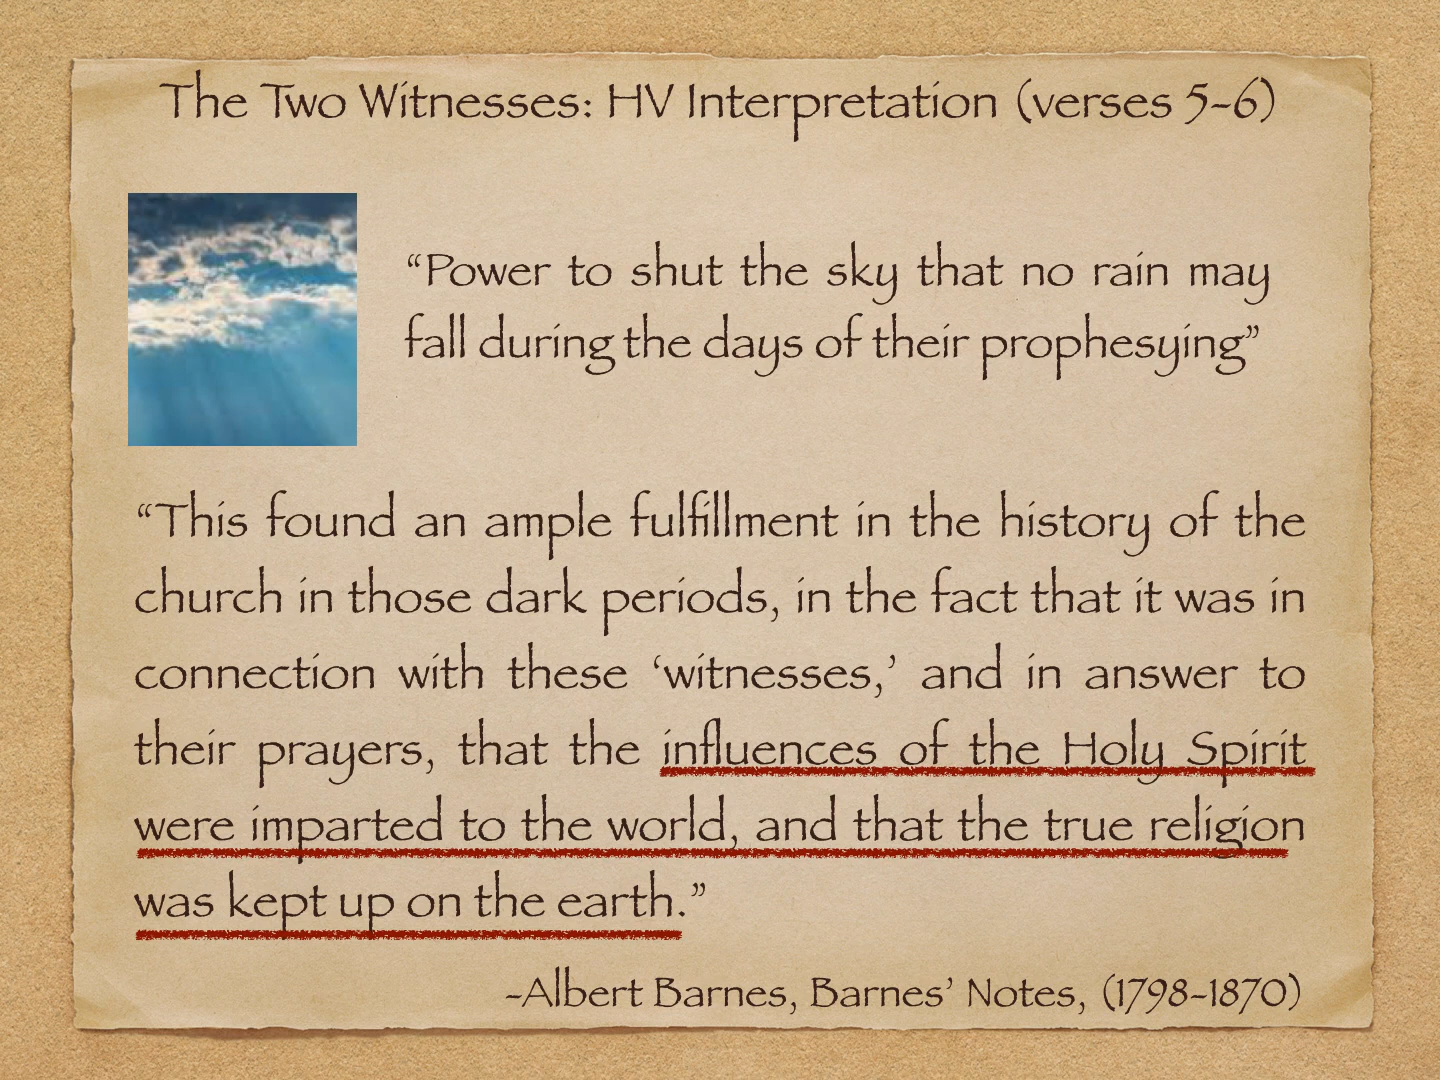 The Two Witnesses: HV Interpretation (verses 5-6)
“Power to shut the sky that no rain may
fall during the days of their prophesying”
“This found an ample fulfillment in the history of the
church in those dark periods, in the fact that it was in
connection with these ‘witnesses,’ and in answer to
their prayers, that the influences of the Holy Spirit
were imparted to the world, and that the true religion
was kept up on the earth.”
-Albert Barnes, Barnes’ Notes, (1798-1870)